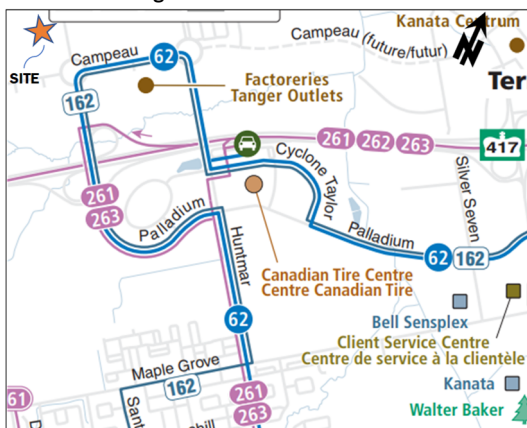 Kanata Centrum
Campeau (future/futur)
N
SITE
Campeau
62
Ter
162
Factoreries
Tanger Outlets
261 262 263
417
Cyclone Taylor
Silver Seven
261
263
Palladium
Huntmar
Palladium
62 162
Canadian Tire Centre
Centre Canadian Tire
62
Bell Sensplex
Client Service Centre
Centre de service à la clientèle
Maple Grove
162
Kanata
261
263
61
Walter Baker